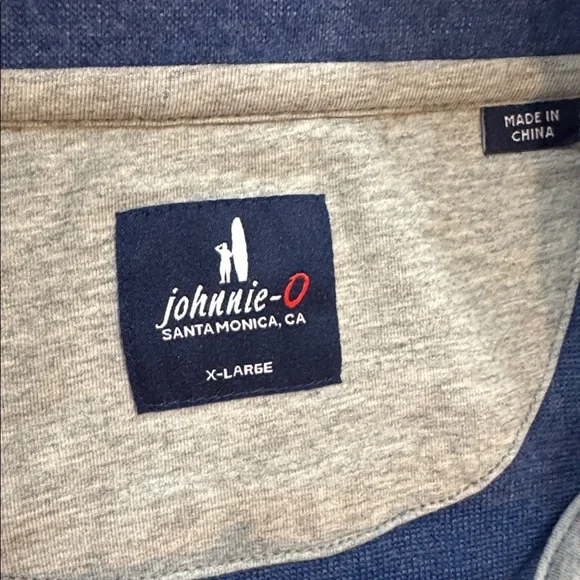 MADE IN
CHINA
johnnie-O
SANTA MONICA, CA
X-LARGE